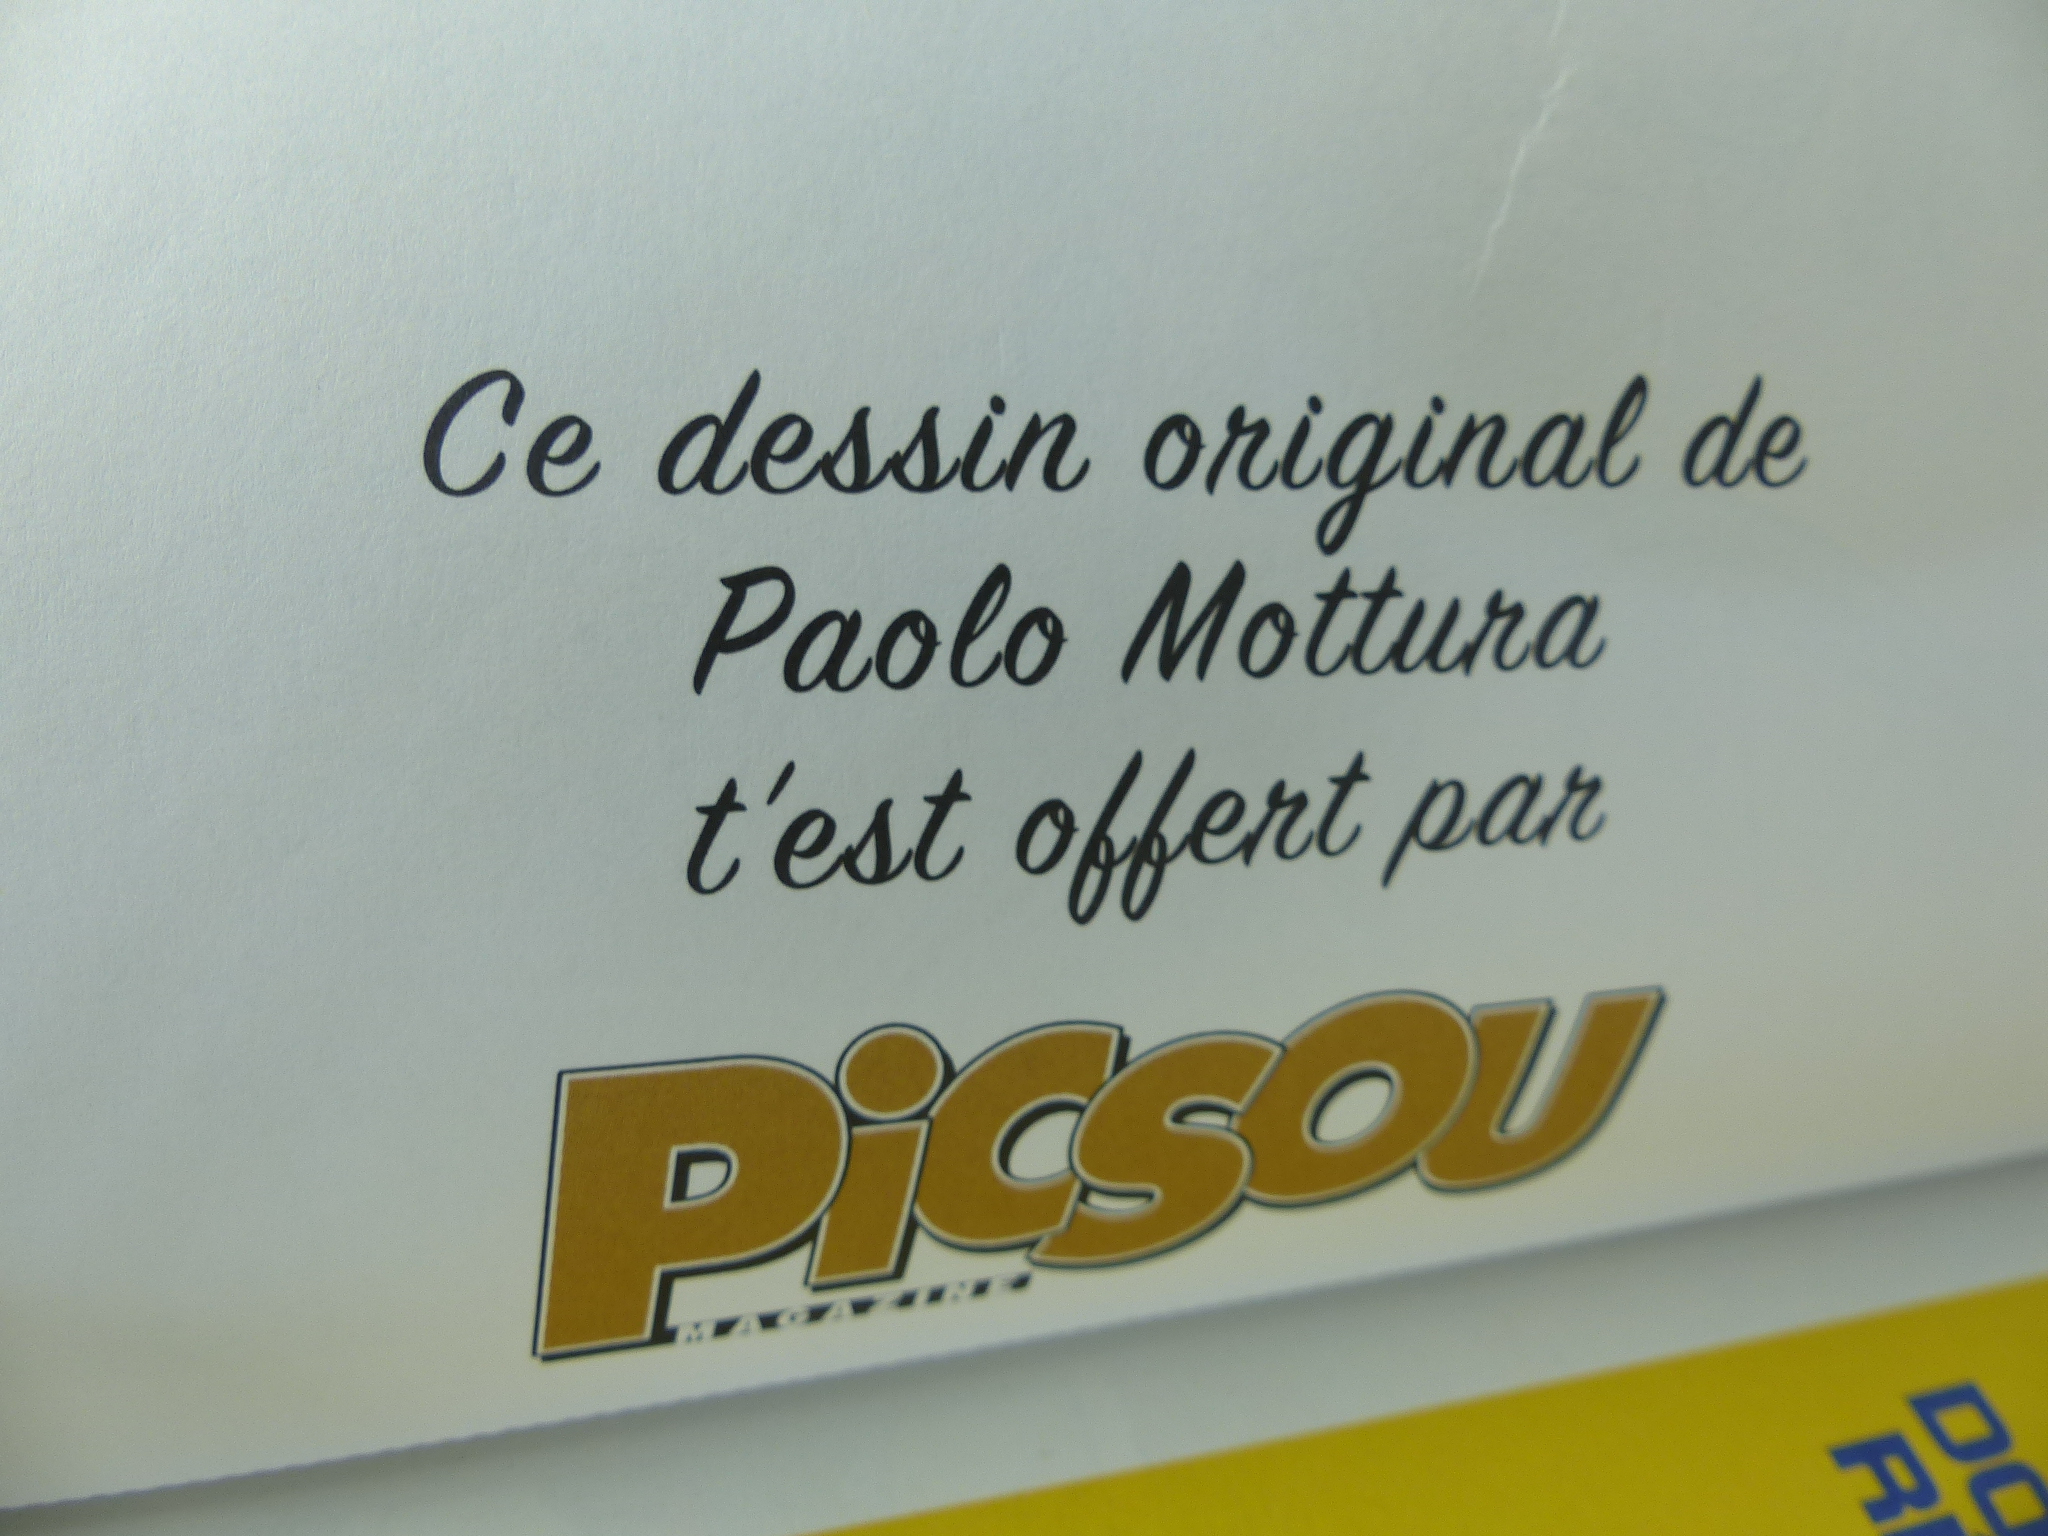 Ce dessin original de
Paolo Mottura
t'est offert par
PiCSOU
MAGAZINE